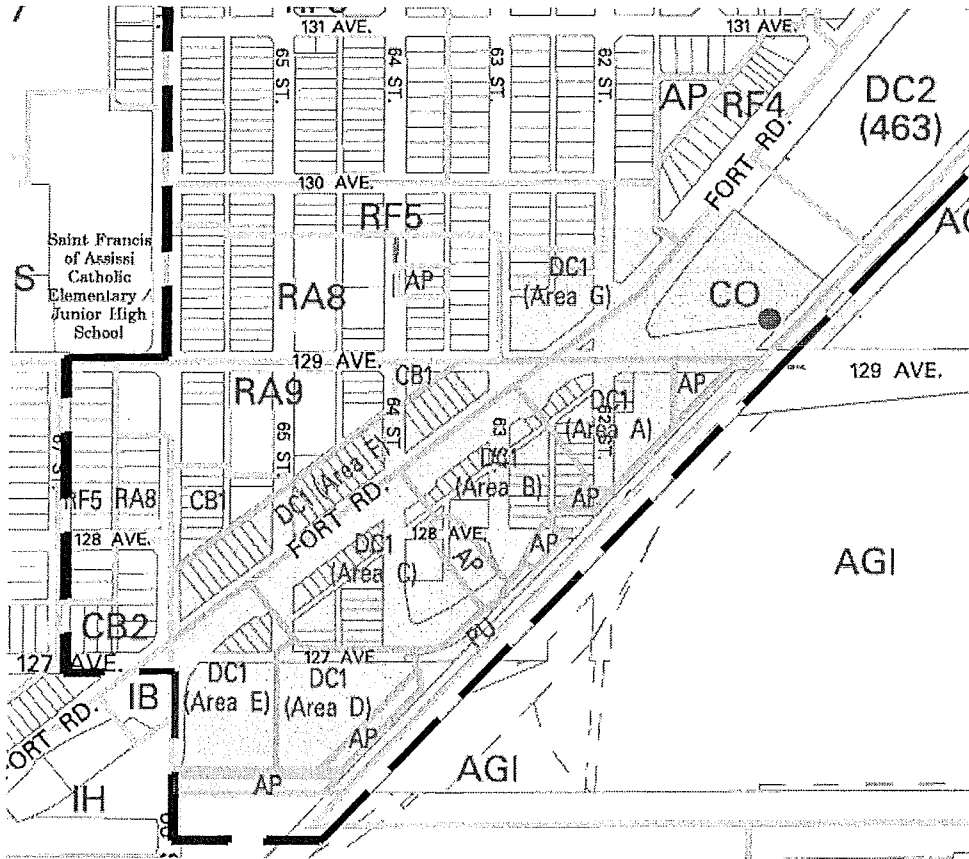 131 AVE.
131 AVE.
65 ST.
64 ST.
63 ST.
62 ST.
AP
RF4
DC2
(463)
FORT RD.
130 AVE.
RF5
Saint Francis
of Assissi
Catholic
Elementary /
Junior High
School
S
RA8
AP
DC1
(Area G)
CO
129 AVE.
129 AVE.
RA9
CB1
AP
DC1
(Area A)
65 ST.
64 ST.
63
62 ST.
DC1 (Area F)
DC1
(Area B)
67 ST.
RF5
RA8
CB1
FORT RD.
AP
128 AVE.
128 AVE.
DC1
(Area C)
AP
AP
AGI
CB2
PU
127 AVE.
127 AVE
DC1
(Area E)
DC1
(Area D)
IB
FORT RD.
AP
AP
AGI
IH